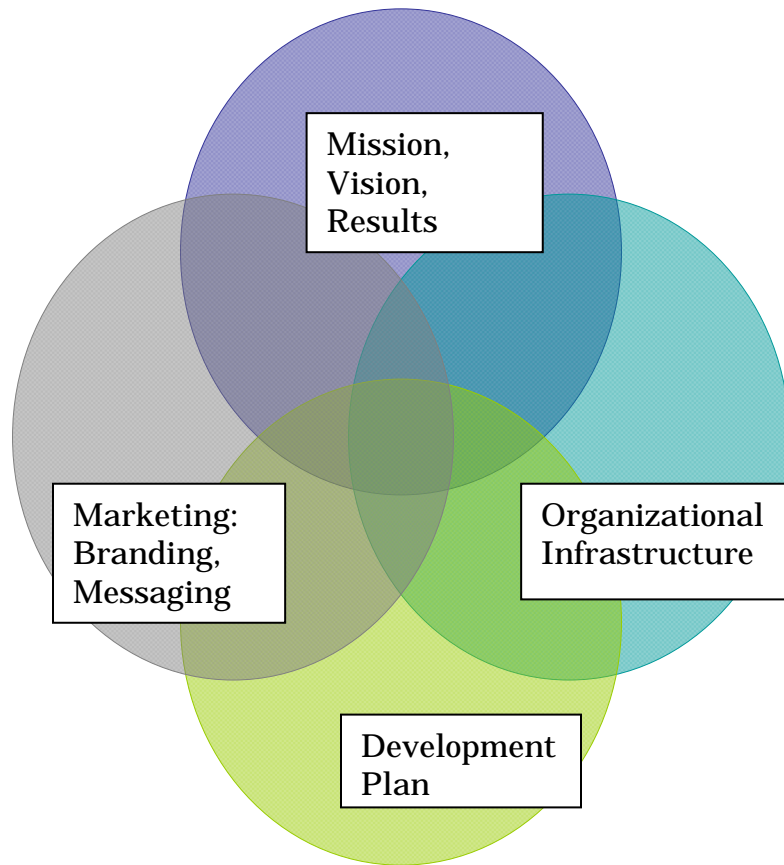 Mission,
Vision,
Results
Marketing:
Branding,
Messaging
Organizational
Infrastructure
Development
Plan